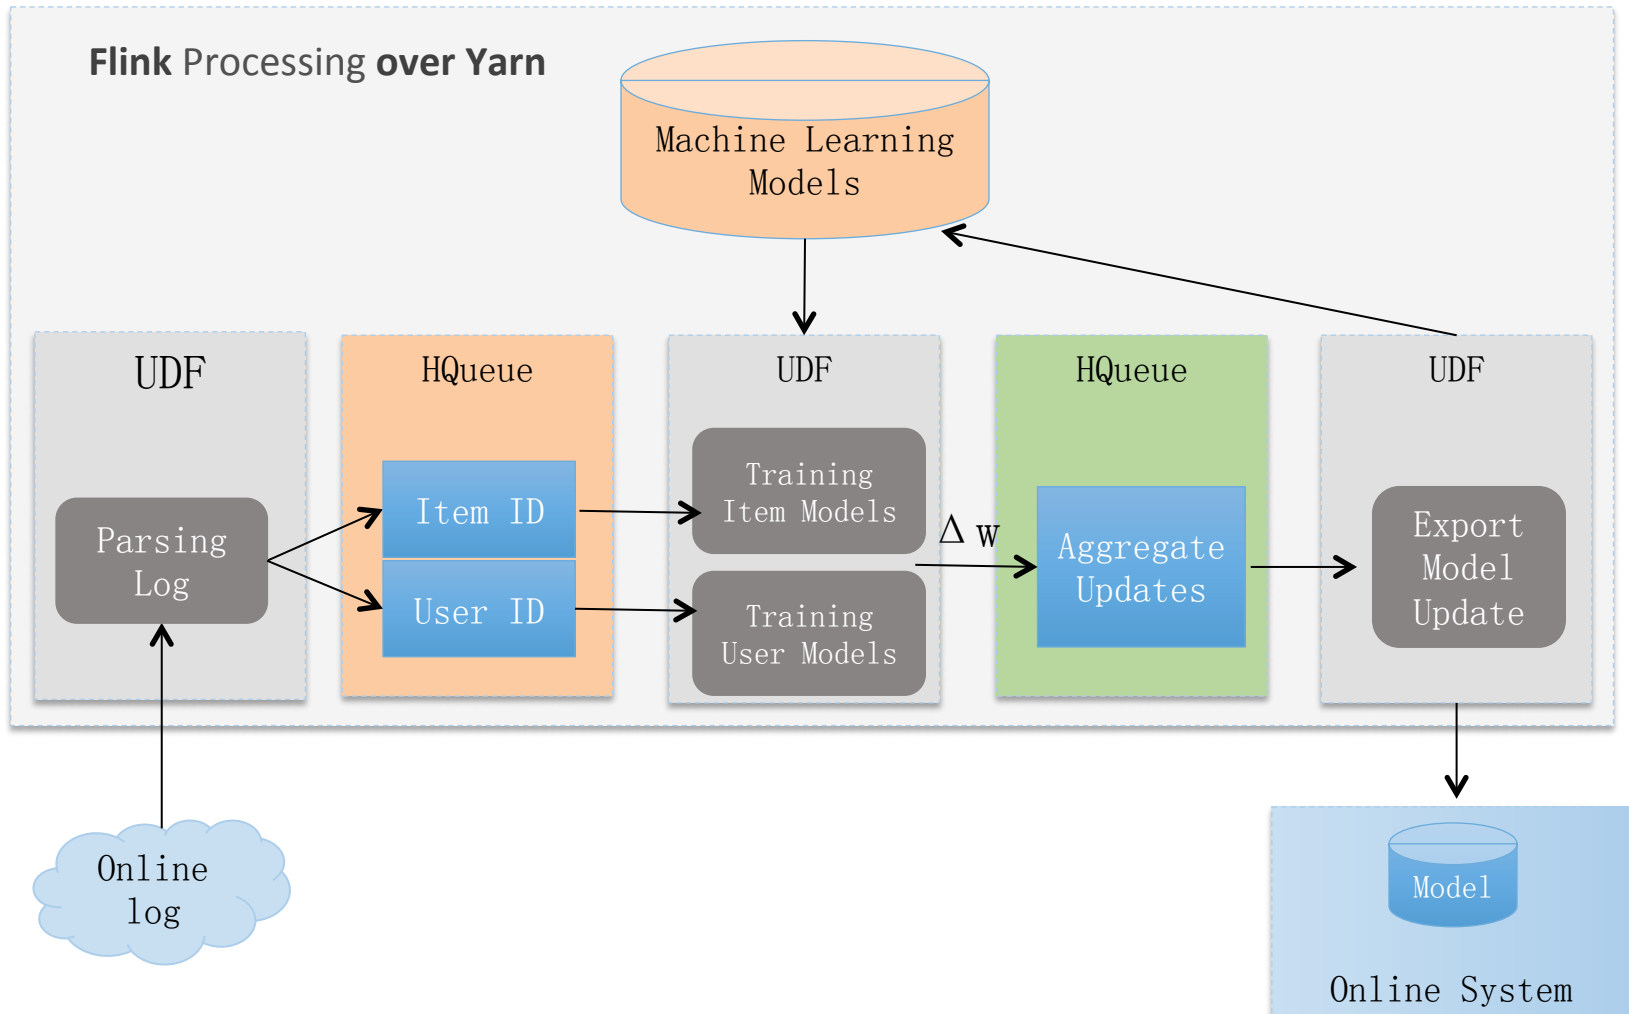 Flink Processing over Yarn
Machine Learning
Models
UDF
HQueue
UDF
HQueue
UDF
Parsing
Log
Item ID
User ID
Training
Item Models
Training
User Models
Δ w
Aggregate
Updates
Export
Model
Update
Online
log
Model
Online System